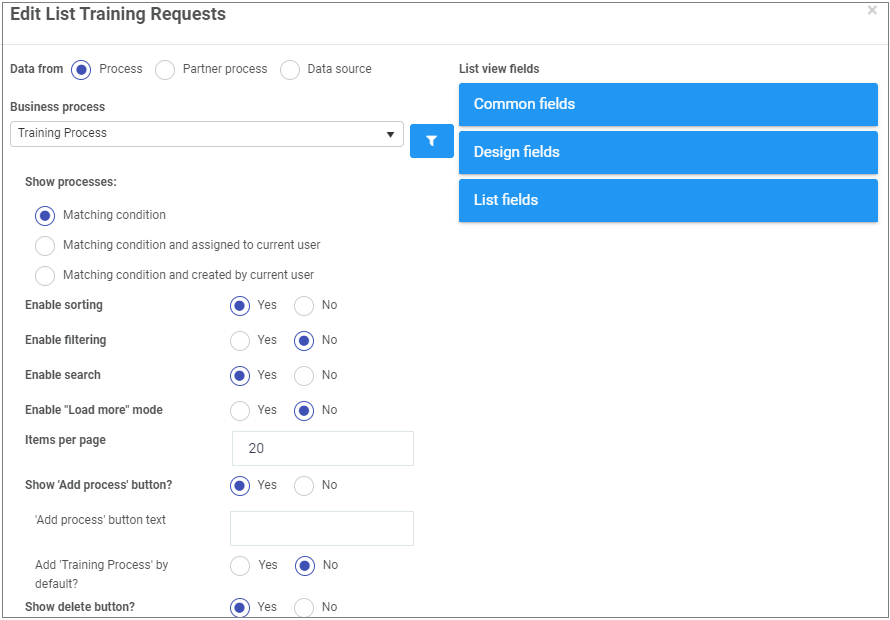 Edit List Training Requests
×
Data from Process Partner process Data source
Business process
Training Process
Show processes:
Matching condition
Matching condition and assigned to current user
Matching condition and created by current user
Enable sorting Yes No
Enable filtering Yes No
Enable search Yes No
Enable "Load more" mode Yes No
Items per page 20
Show 'Add process' button? Yes No
'Add process' button text
Add 'Training Process' by Yes No
default?
Show delete button? Yes No
List view fields
Common fields
Design fields
List fields